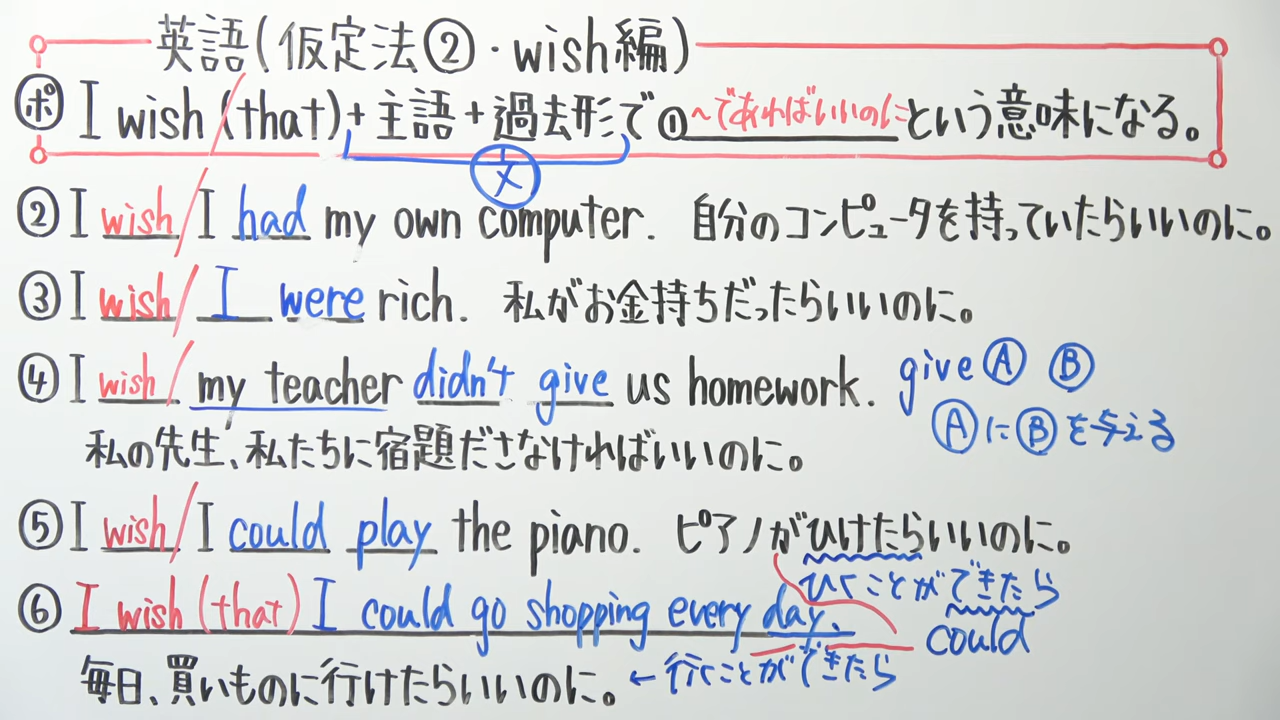 英語(仮定法②・wish編)
ポ I wish (that)+主語+過去形で①~であればいいのにという意味になる。
文
② I wish / I had my own computer. 自分のコンピュータを持っていたらいいのに。
③ I wish / I were rich. 私がお金持ちだったらいいのに。
④ I wish / my teacher didn't give us homework. give Ⓐ Ⓑ
ⒶにⒷを与える
私の先生、私たちに宿題ださなければいいのに。
⑤ I wish / I could play the piano. ピアノがひけたらいいのに。
ひくことができたら
⑥ I wish (that) I could go shopping every day. could
毎日、買いものに行けたらいいのに。 ←行くことができたら